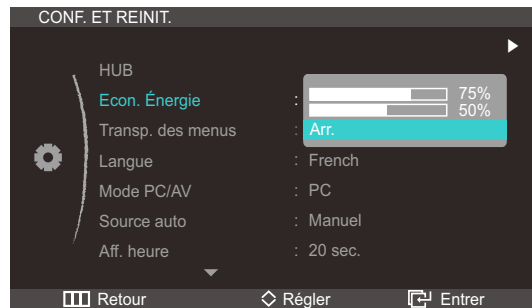 CONF. ET REINIT.
HUB
Econ. Énergie :
75%
50%
Arr.
Transp. des menus :
Langue : French
Mode PC/AV : PC
Source auto : Manuel
Aff. heure : 20 sec.
Retour Régler Entrer